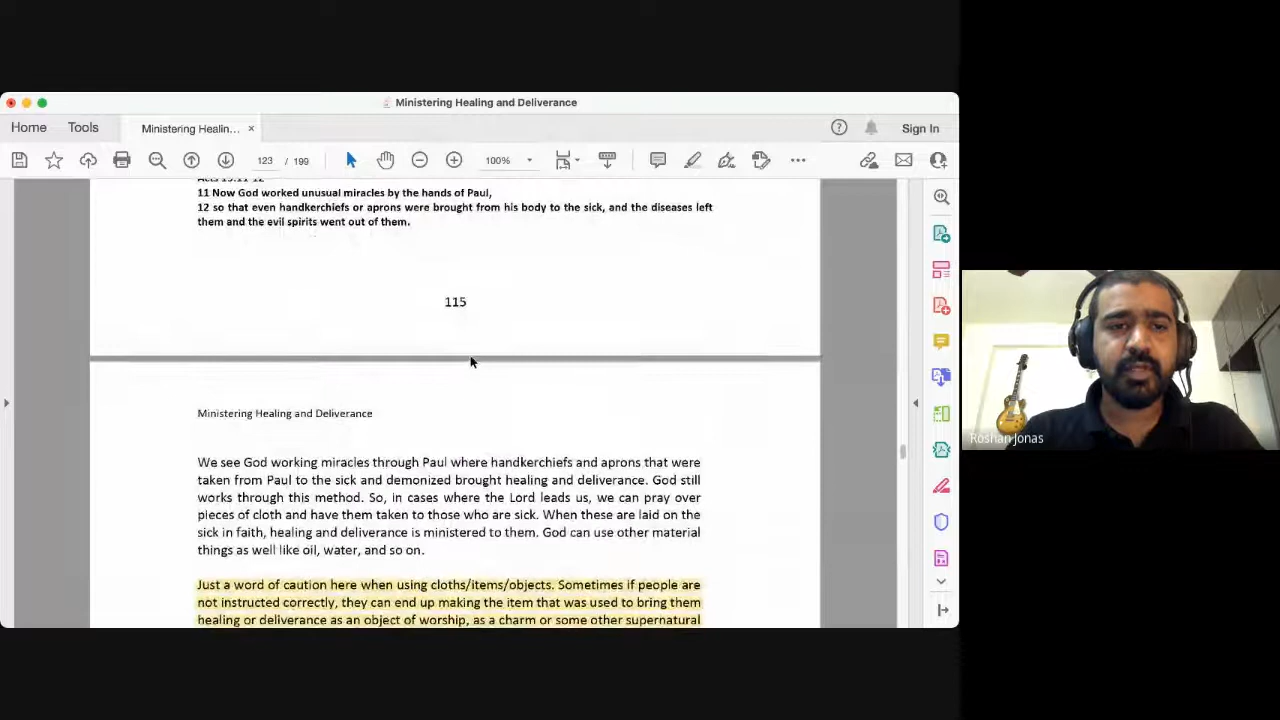 Ministering Healing and Deliverance
Home
Tools
Ministering Healin... ×
Sign In
123 / 199
100%
11 Now God worked unusual miracles by the hands of Paul,
12 so that even handkerchiefs or aprons were brought from his body to the sick, and the diseases left
them and the evil spirits went out of them.
115
Ministering Healing and Deliverance
We see God working miracles through Paul where handkerchiefs and aprons that were
taken from Paul to the sick and demonized brought healing and deliverance. God still
works through this method. So, in cases where the Lord leads us, we can pray over
pieces of cloth and have them taken to those who are sick. When these are laid on the
sick in faith, healing and deliverance is ministered to them. God can use other material
things as well like oil, water, and so on.
Just a word of caution here when using cloths/items/objects. Sometimes if people are
not instructed correctly, they can end up making the item that was used to bring them
healing or deliverance as an object of worship, as a charm or some other supernatural
Roshan Jonas